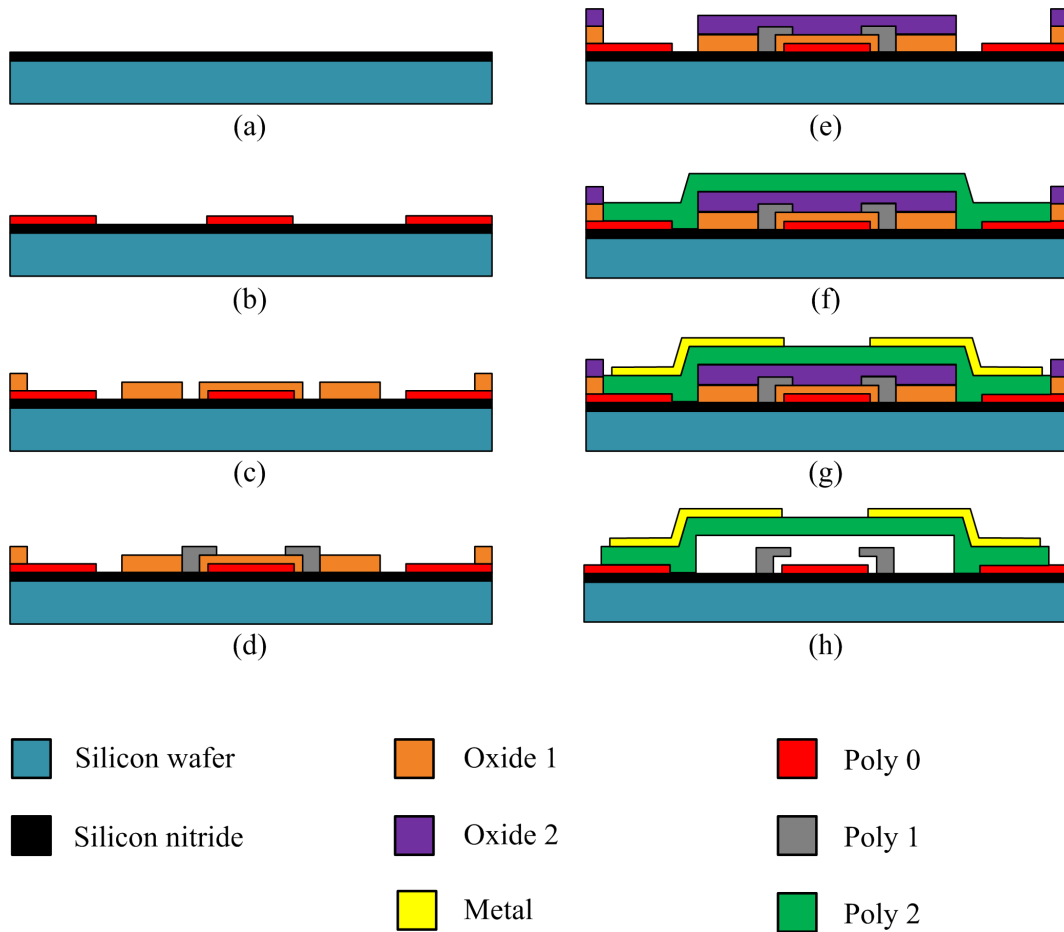 (a)
(b)
(c)
(d)
(e)
(f)
(g)
(h)
Silicon wafer
Oxide 1
Poly 0
Silicon nitride
Oxide 2
Poly 1
Metal
Poly 2